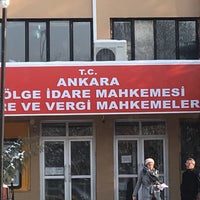 T.C.
ANKARA
ÖLGE İDARE MAHKEMESİ
RE VE VERGİ MAHKEMELER